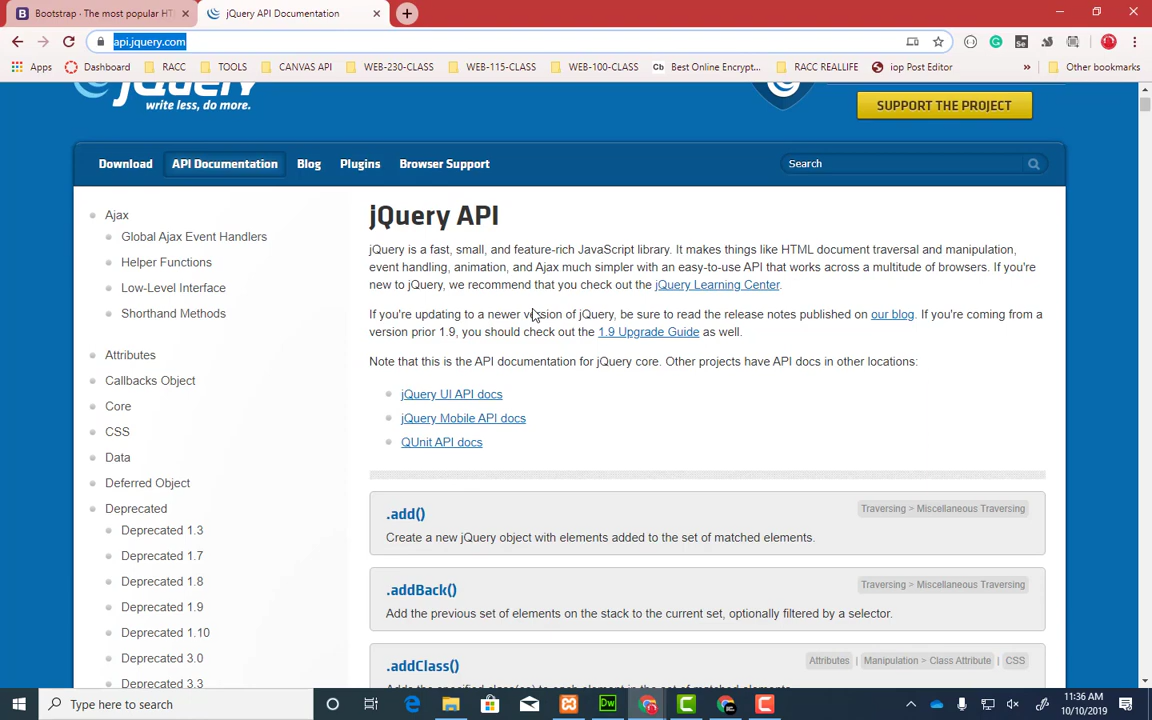 Bootstrap · The most popular HT
jQuery API Documentation
api.jquery.com
Apps
Dashboard
RACC
TOOLS
CANVAS API
WEB-230-CLASS
WEB-115-CLASS
WEB-100-CLASS
Cb Best Online Encrypt...
RACC REALLIFE
iop Post Editor
»
Other bookmarks
jQuery
write less, do more.
SUPPORT THE PROJECT
Download
API Documentation
Blog
Plugins
Browser Support
Search
Ajax
Global Ajax Event Handlers
Helper Functions
Low-Level Interface
Shorthand Methods
Attributes
Callbacks Object
Core
CSS
Data
Deferred Object
Deprecated
Deprecated 1.3
Deprecated 1.7
Deprecated 1.8
Deprecated 1.9
Deprecated 1.10
Deprecated 3.0
Deprecated 3.3
jQuery API
jQuery is a fast, small, and feature-rich JavaScript library. It makes things like HTML document traversal and manipulation,
event handling, animation, and Ajax much simpler with an easy-to-use API that works across a multitude of browsers. If you're
new to jQuery, we recommend that you check out the jQuery Learning Center.
If you're updating to a newer version of jQuery, be sure to read the release notes published on our blog. If you're coming from a
version prior 1.9, you should check out the 1.9 Upgrade Guide as well.
Note that this is the API documentation for jQuery core. Other projects have API docs in other locations:
jQuery UI API docs
jQuery Mobile API docs
QUnit API docs
.add()
Traversing > Miscellaneous Traversing
Create a new jQuery object with elements added to the set of matched elements.
.addBack()
Traversing > Miscellaneous Traversing
Add the previous set of elements on the stack to the current set, optionally filtered by a selector.
.addClass()
Attributes | Manipulation > Class Attribute | CSS
Type here to search
Dw
11:36 AM
10/10/2019